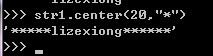 >>> str1.center(20,"*")
'*****lizexiong******'
>>>